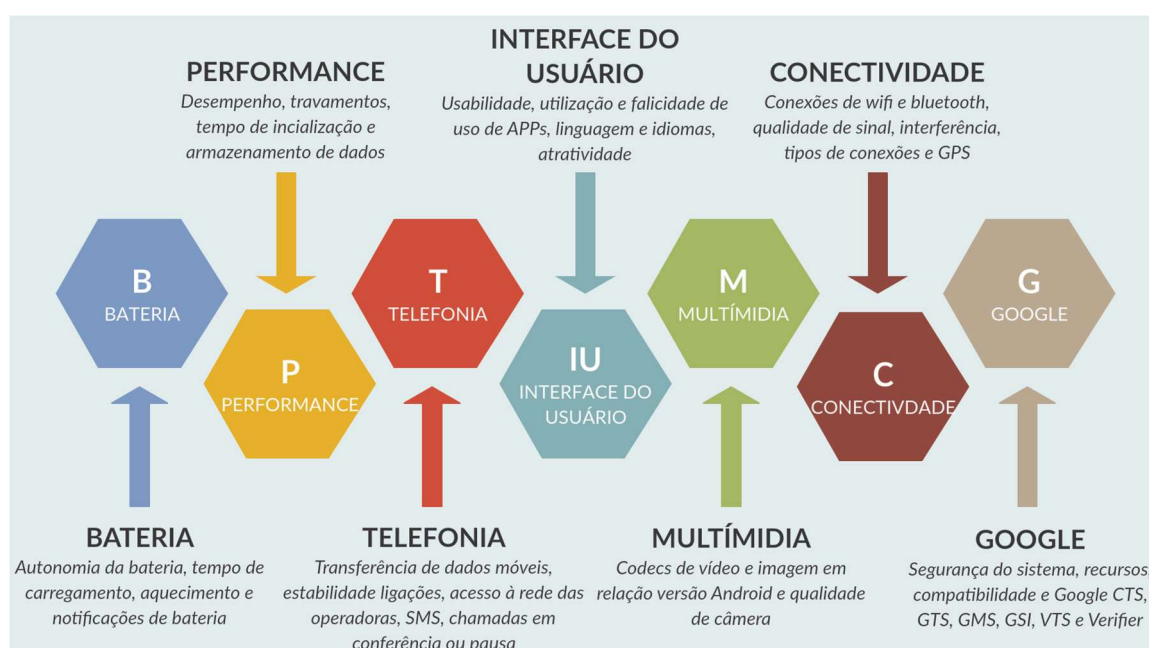 INTERFACE DO
USUÁRIO
Usabilidade, utilização e falicidade de
uso de APPs, linguagem e idiomas,
atratividade
PERFORMANCE
Desempenho, travamentos,
tempo de incialização e
armazenamento de dados
CONECTIVIDADE
Conexões de wifi e bluetooth,
qualidade de sinal, interferência,
tipos de conexões e GPS
B
BATERIA
P
PERFORMANCE
T
TELEFONIA
IU
INTERFACE DO
USUÁRIO
M
MULTÍMIDIA
C
CONECTIVDADE
G
GOOGLE
BATERIA
Autonomia da bateria, tempo de
carregamento, aquecimento e
notificações de bateria
TELEFONIA
Transferência de dados móveis,
estabilidade ligações, acesso à rede das
operadoras, SMS, chamadas em
conferência ou pausa
MULTÍMIDIA
Codecs de vídeo e imagem em
relação versão Android e qualidade
de câmera
GOOGLE
Segurança do sistema, recursos,
compatibilidade e Google CTS,
GTS, GMS, GSI, VTS e Verifier